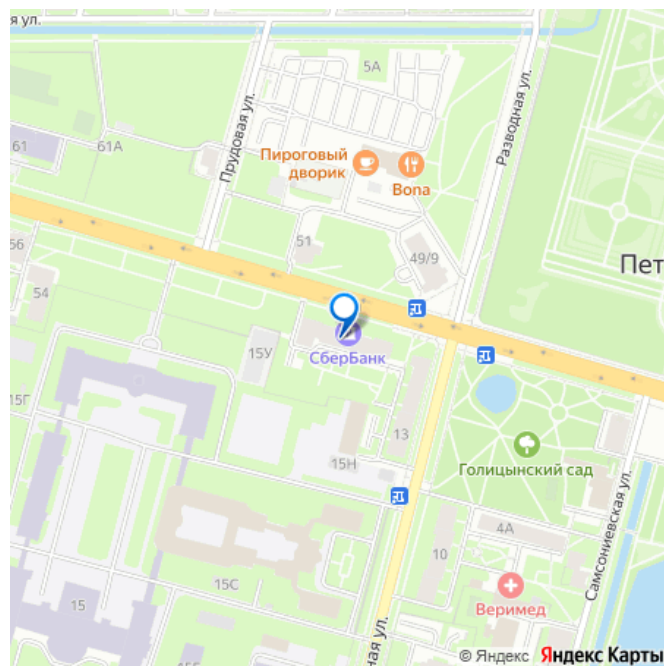 я ул.
5А
Прудовая ул.
Разводная ул.
61
61А
Пироговый
дворик
Bona
51
49/9
Пет
56
54
15У
СберБанк
15Г
13
Голицынский сад
15Н
Самсониевская ул.
4А
10
15С
Веримед
15
ная ул.
© Яндекс Яндекс Карты